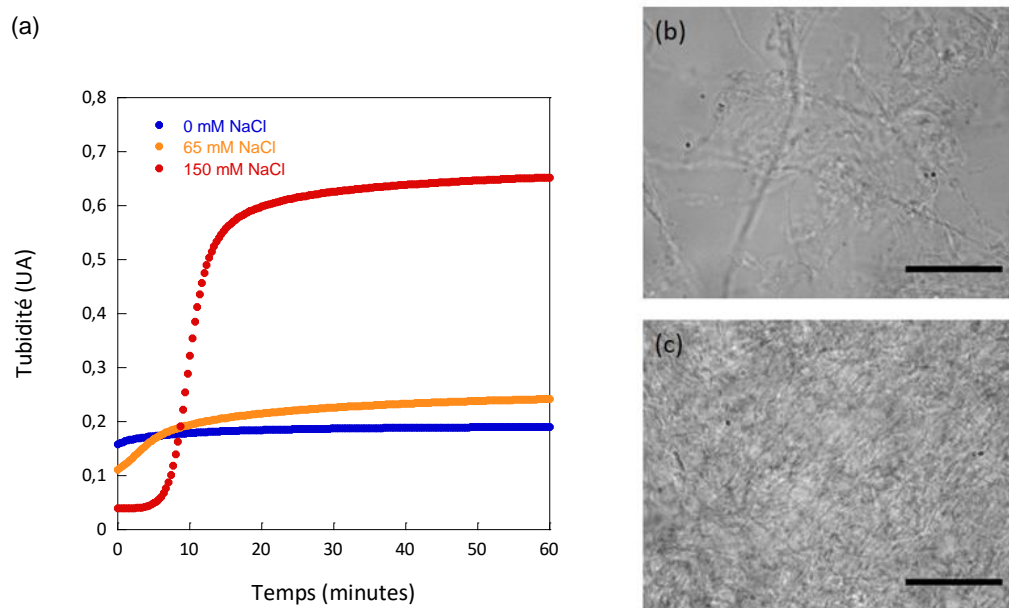 (a)
Tubidité (UA)
0,8
0,7
0,6
0,5
0,4
0,3
0,2
0,1
0
0 mM NaCl
65 mM NaCl
150 mM NaCl
0 10 20 30 40 50 60
Temps (minutes)
(b)
(c)